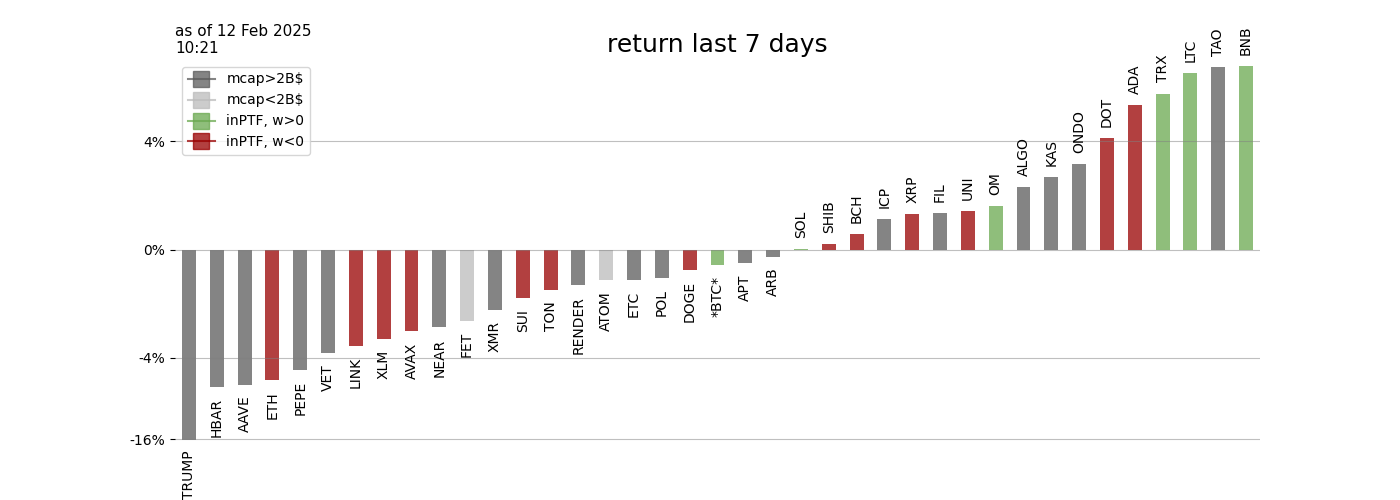 as of 12 Feb 2025
10:21
return last 7 days
mcap>2B$
mcap<2B$
inPTF, w>0
inPTF, w<0
4%
0%
-4%
-16%
TRUMP
HBAR
AAVE
ETH
PEPE
VET
LINK
XLM
AVAX
NEAR
FET
XMR
SUI
TON
RENDER
ATOM
ETC
POL
DOGE
*BTC*
APT
ARB
SOL
SHIB
BCH
ICP
XRP
FIL
UNI
OM
ALGO
KAS
ONDO
DOT
ADA
TRX
LTC
TAO
BNB